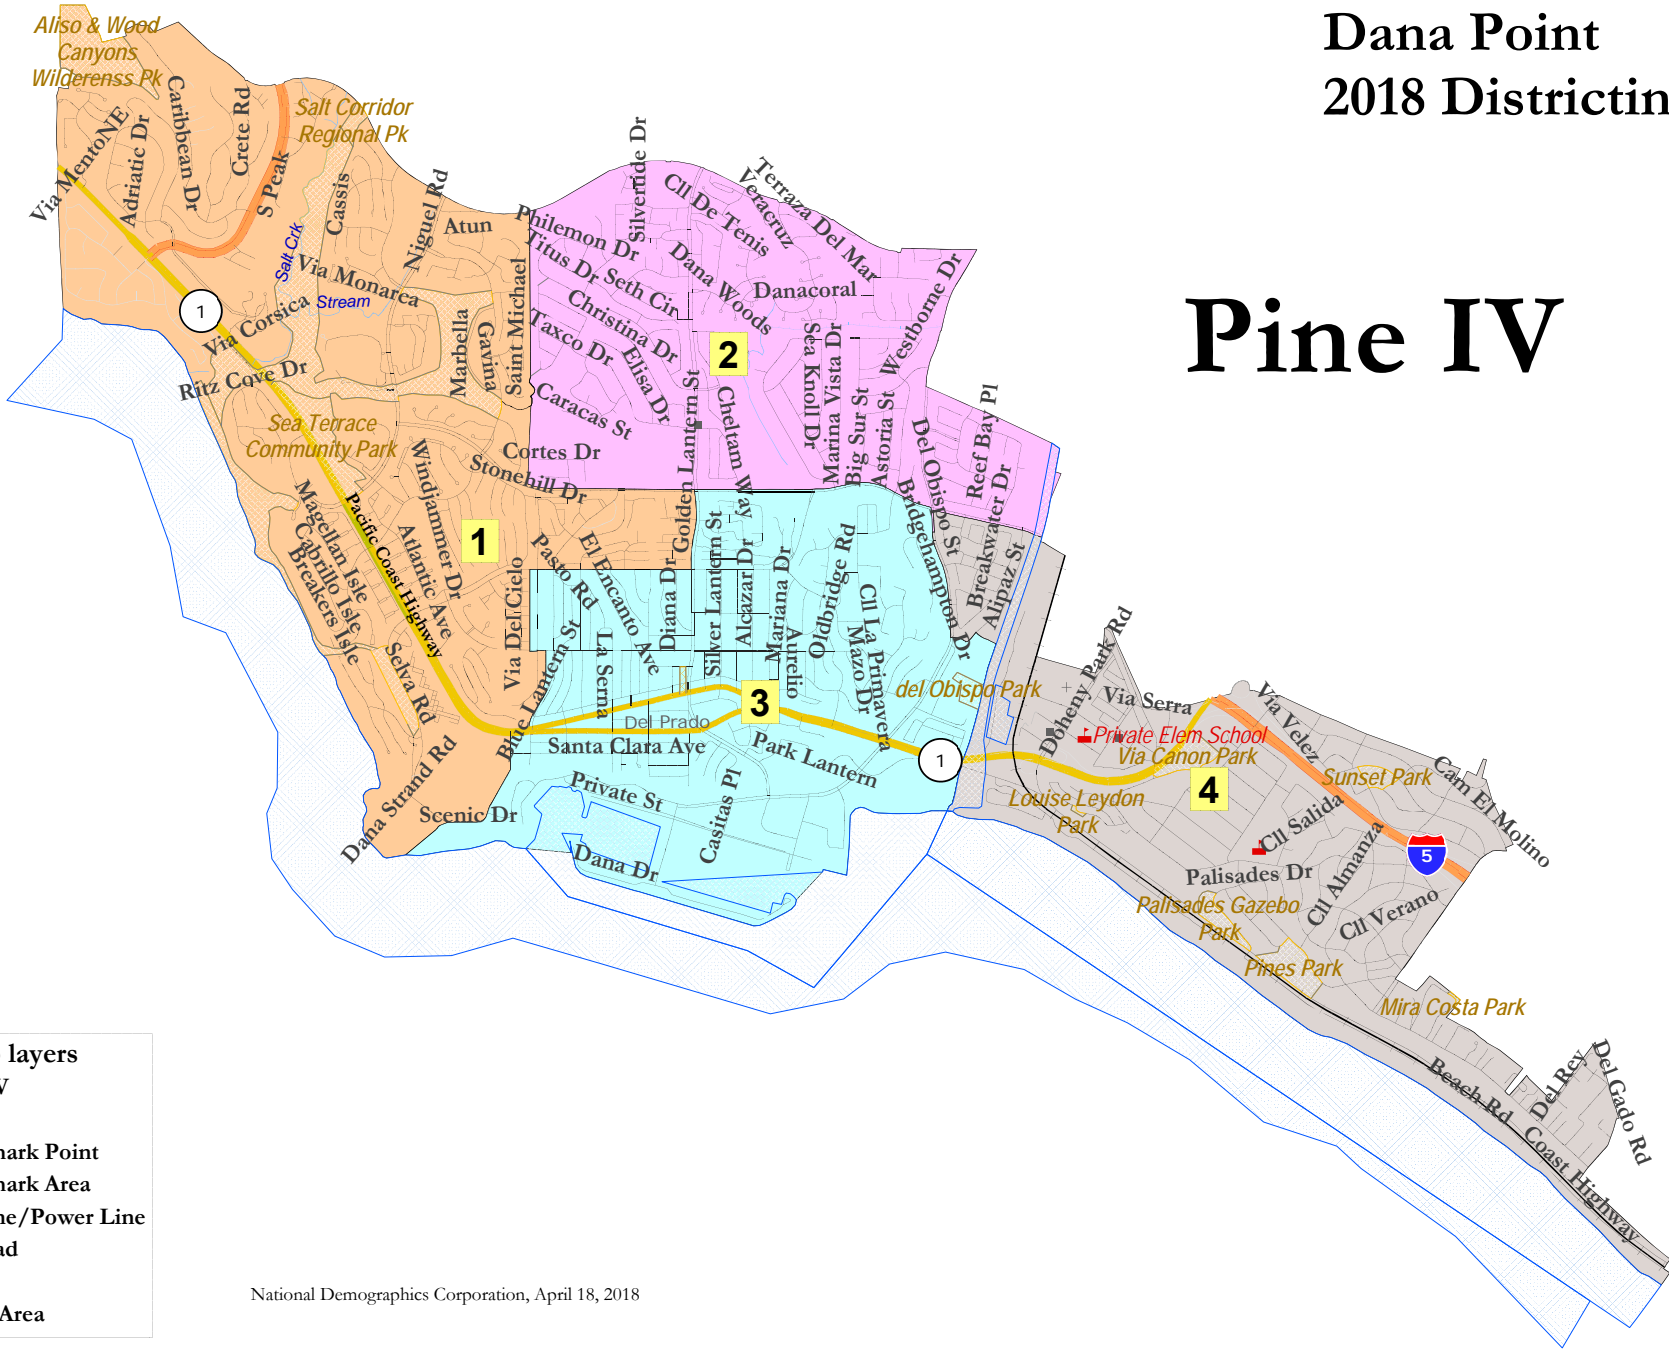 Dana Point
2018 Districtin
Pine IV
Aliso & Wood
Canyons
Wilderenss Pk
Salt Corridor
Regional Pk
Via MentoNE
Adriatic Dr
Caribbean Dr
Crete Rd
S Peak
Cassis
Niguel Rd
Atun
Salt Crk
Via Monarca
Stream
Via Corsica
1
Ritz Cove Dr
Marbella
Gavina
Saint Michael
Sea Terrace
Community Park
Cortes Dr
Stonehill Dr
Magellan Isle
Cabrillo Isle
Breakers Isle
Pacific Coast Highway
Windjammer Dr
Atlantic Ave
1
Selva Rd
Via Del Cielo
Dana Strand Rd
Scenic Dr
Silvertide Dr
Philemon Dr
Titus Dr
Seth Cir
Christina Dr
Taxco Dr
Elisa Dr
Caracas St
Cll De Tenis
Veracruz
Terraza Del Mar
Dana Woods
Danacoral
Westborne Dr
2
Golden Lantern St
Cheltam Way
Sea Knoll Dr
Marina Vista Dr
Big Sur St
Astoria St
Del Obispo St
Reef Bay Pl
Breakwater Dr
Bridgehampton Dr
Alipaz St
Pasto Rd
El Encanto Ave
Diana Dr
Silver Lantern St
Alcazar Dr
Mariana Dr
Aurelio
Oldbridge Rd
Cll La Primavera
Mazo Dr
La Serna
Blue Lantern St
3
Del Prado
Santa Clara Ave
Park Lantern
Private St
Casitas Pl
Dana Dr
del Obispo Park
1
Doheny Park Rd
Via Serra
Private Elem School
Via Canon Park
Via Velez
Sunset Park
Cam El Molino
4
Louise Leydon
Park
Cll Salida
5
Palisades Dr
Cll Almanza
Cll Verano
Palisades Gazebo
Park
Pines Park
Mira Costa Park
Beach Rd
Del Rey
Del Gado Rd
Coast Highway
layers
V
nark Point
nark Area
ne/Power Line
ad
Area
National Demographics Corporation, April 18, 2018